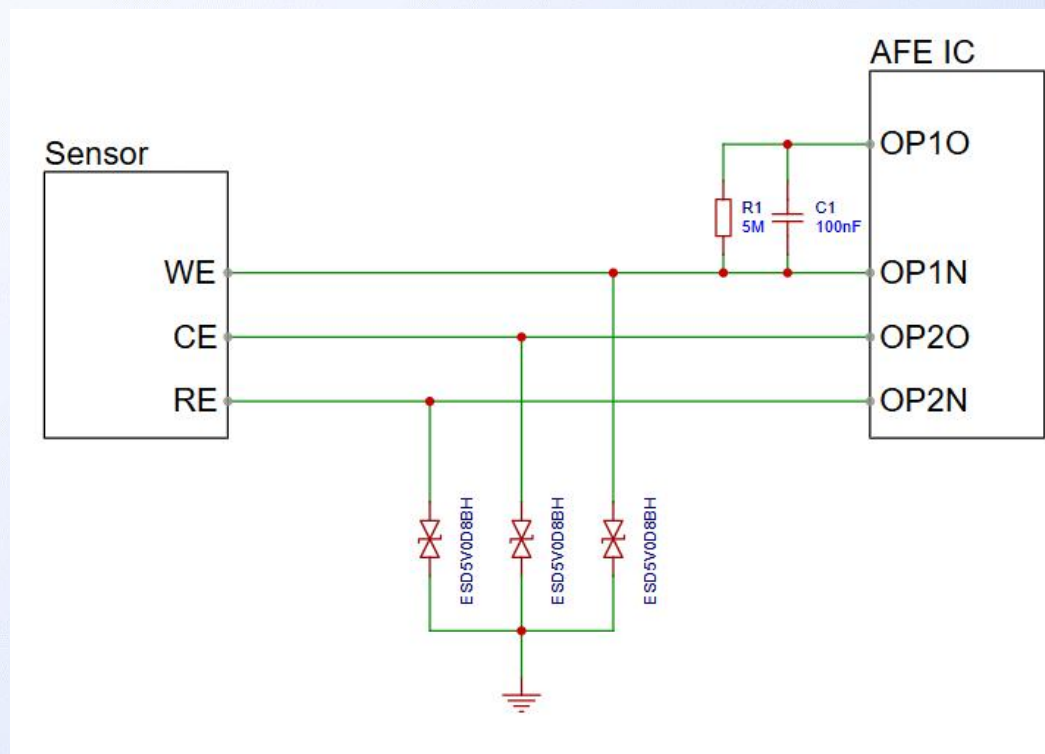 AFE IC
OP1O
Sensor
R1
5M
C1
100nF
WE
OP1N
CE
OP2O
RE
OP2N
ESD5V0D8BH
ESD5V0D8BH
ESD5V0D8BH